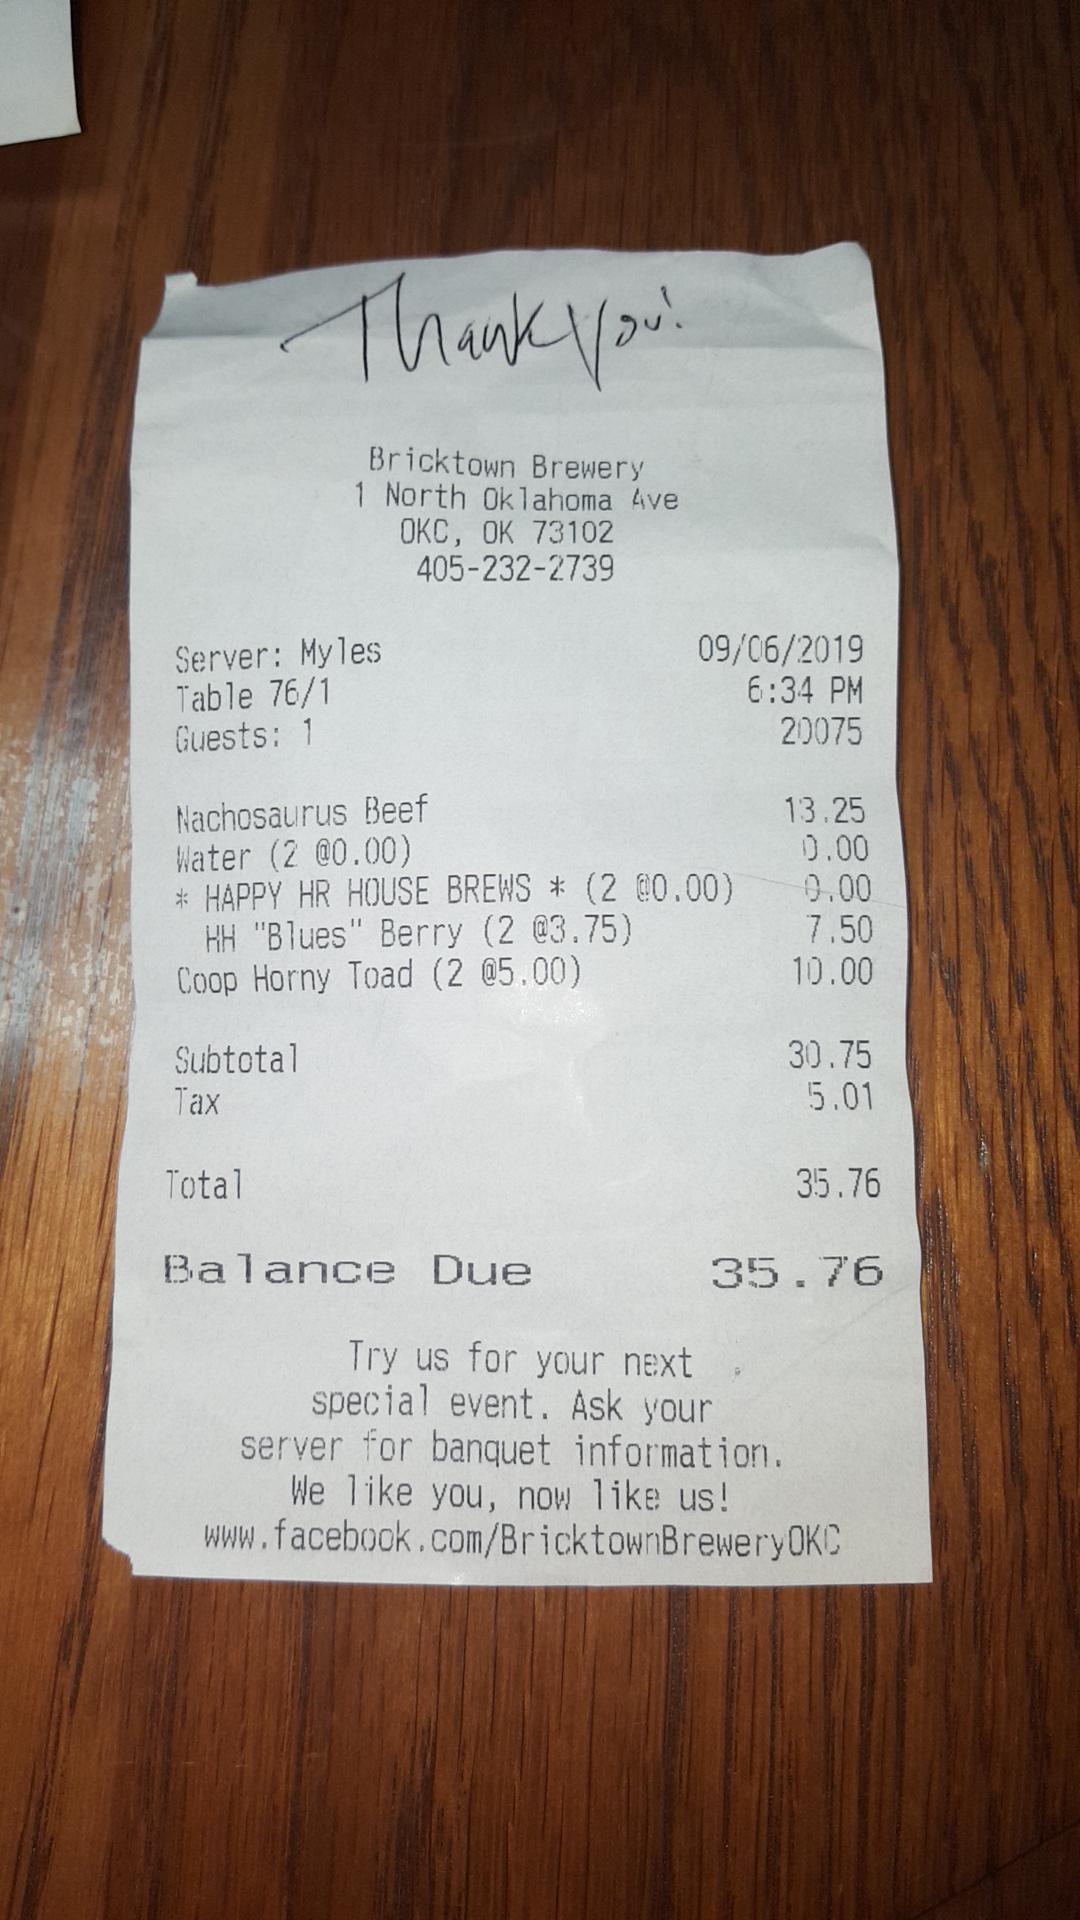 Thank You!
Bricktown Brewery
1 North Oklahoma Ave
OKC, OK 73102
405-232-2739
Server: Myles 09/06/2019
Table 76/1 6:34 PM
Guests: 1 20075
Nachosaurus Beef 13.25
Water (2 @0.00) 0.00
* HAPPY HR HOUSE BREWS * (2 @0.00) 0.00
HH "Blues" Berry (2 @3.75) 7.50
Coop Horny Toad (2 @5.00) 10.00
Subtotal 30.75
Tax 5.01
Total 35.76
Balance Due 35.76
Try us for your next
special event. Ask your
server for banquet information.
We like you, now like us!
www.facebook.com/BricktownBreweryOKC